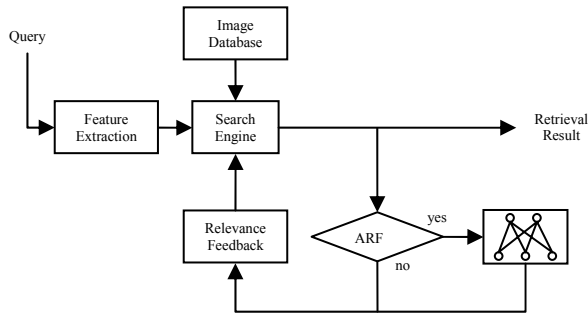 Image
Database
Query
Feature
Extraction
Search
Engine
Retrieval
Result
Relevance
Feedback
ARF
yes
no